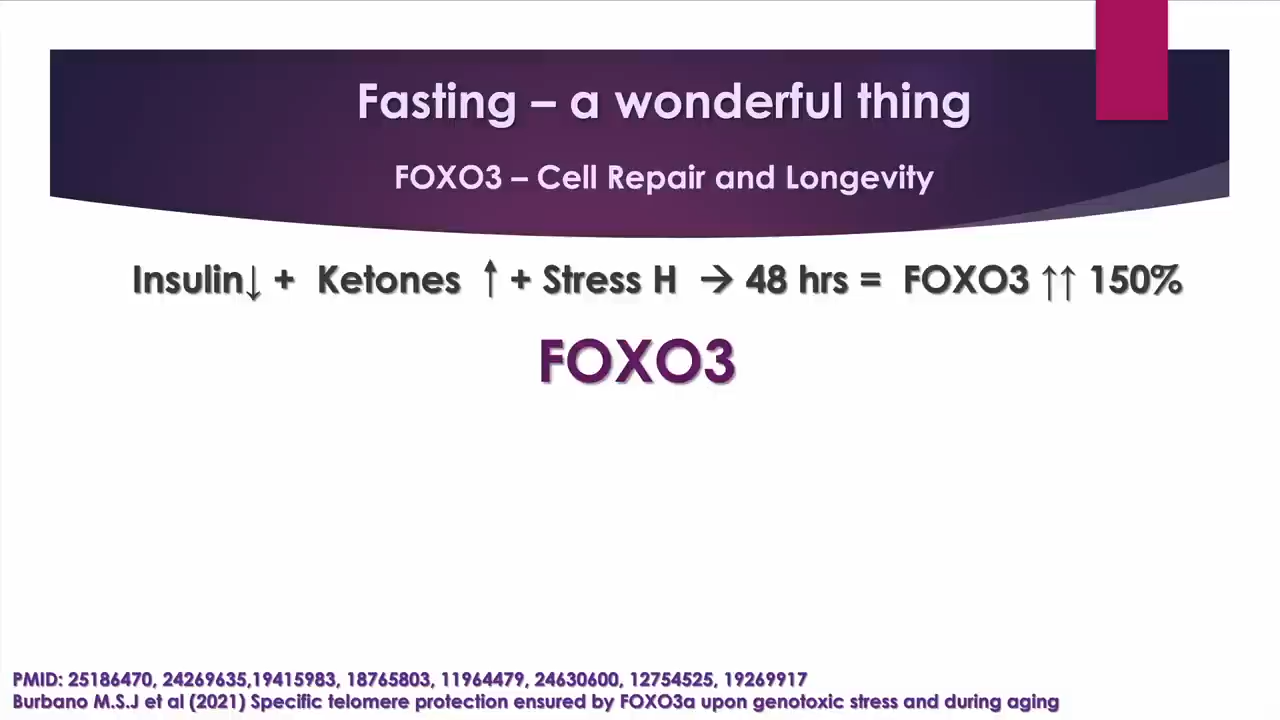 Fasting – a wonderful thing
FOXO3 – Cell Repair and Longevity
Insulin↓ + Ketones ↑ + Stress H → 48 hrs = FOXO3 ↑↑ 150%
FOXO3
PMID: 25186470, 24269635,19415983, 18765803, 11964479, 24630600, 12754525, 19269917
Burbano M.S.J et al (2021) Specific telomere protection ensured by FOXO3a upon genotoxic stress and during aging